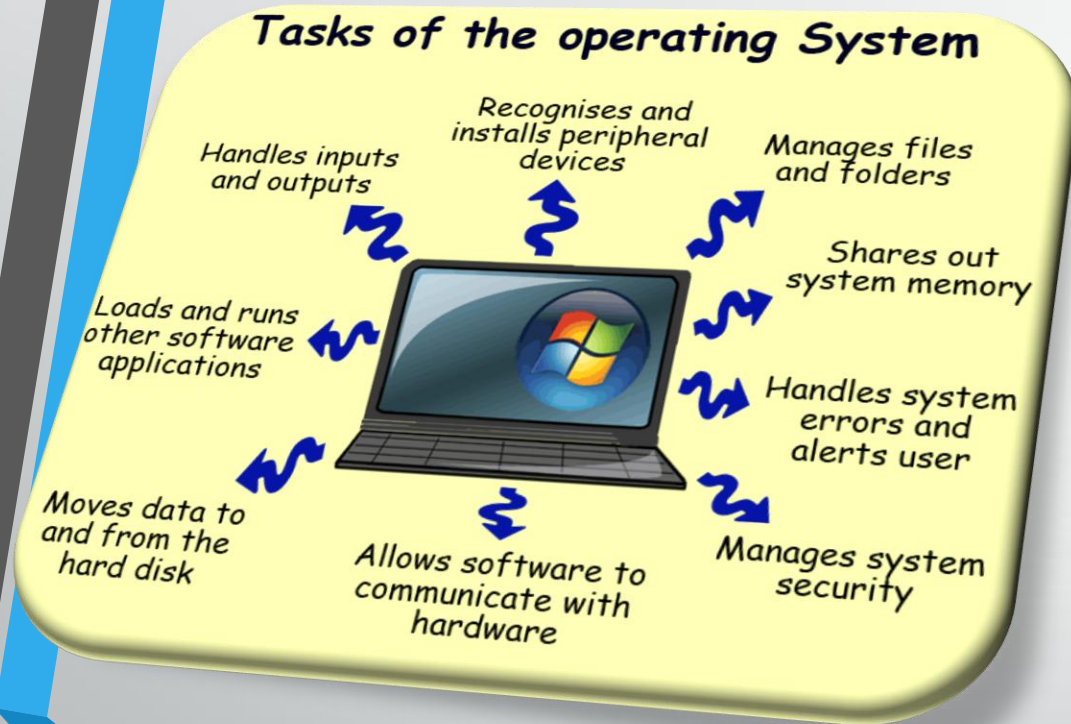 Tasks of the operating System
Recognises and
installs peripheral
devices
Handles inputs
and outputs
Manages files
and folders
Shares out
system memory
Loads and runs
other software
applications
Handles system
errors and
alerts user
Moves data to
and from the
hard disk
Allows software to
communicate with
hardware
Manages system
security